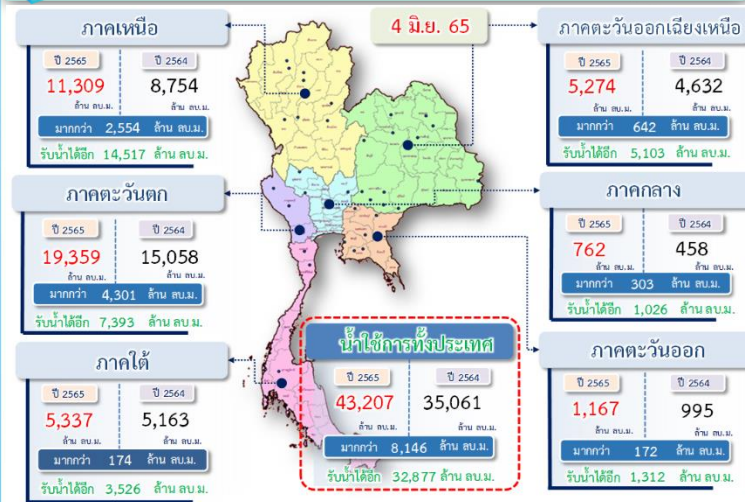 ภาคเหนือ
ปี 2565 ปี 2564
11,309 8,754
ล้าน ลบ.ม. ล้าน ลบ.ม.
มากกว่า 2,554 ล้าน ลบ.ม.
รับน้ำได้อีก 14,517 ล้าน ลบ.ม.
4 มิ.ย. 65
ภาคตะวันออกเฉียงเหนือ
ปี 2565 ปี 2564
5,274 4,632
ล้าน ลบ.ม. ล้าน ลบ.ม.
มากกว่า 642 ล้าน ลบ.ม.
รับน้ำได้อีก 5,103 ล้าน ลบ.ม.
ภาคตะวันตก
ปี 2565 ปี 2564
19,359 15,058
ล้าน ลบ.ม. ล้าน ลบ.ม.
มากกว่า 4,301 ล้าน ลบ.ม.
รับน้ำได้อีก 7,393 ล้าน ลบ.ม.
ภาคกลาง
ปี 2565 ปี 2564
762 458
ล้าน ลบ.ม. ล้าน ลบ.ม.
มากกว่า 303 ล้าน ลบ.ม.
รับน้ำได้อีก 1,026 ล้าน ลบ.ม.
ภาคใต้
ปี 2565 ปี 2564
5,337 5,163
ล้าน ลบ.ม. ล้าน ลบ.ม.
มากกว่า 174 ล้าน ลบ.ม.
รับน้ำได้อีก 3,526 ล้าน ลบ.ม.
น้ำใช้การทั้งประเทศ
ปี 2565 ปี 2564
43,207 35,061
ล้าน ลบ.ม. ล้าน ลบ.ม.
มากกว่า 8,146 ล้าน ลบ.ม.
รับน้ำได้อีก 32,877 ล้าน ลบ.ม.
ภาคตะวันออก
ปี 2565 ปี 2564
1,167 995
ล้าน ลบ.ม. ล้าน ลบ.ม.
มากกว่า 172 ล้าน ลบ.ม.
รับน้ำได้อีก 1,312 ล้าน ลบ.ม.